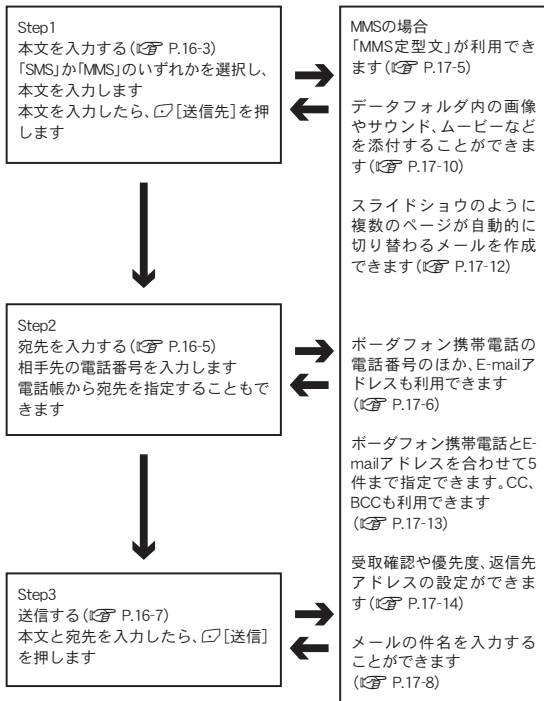 Step1
本文を入力する(☞ P.16-3)
「SMS」か「MMS」のいずれかを選択し、
本文を入力します
本文を入力したら、[送信先]を押
します
Step2
宛先を入力する(☞ P.16-5)
相手先の電話番号を入力します
電話帳から宛先を指定することもで
きます
Step3
送信する(☞ P.16-7)
本文と宛先を入力したら、[送信]
を押します
MMSの場合
「MMS定型文」が利用でき
ます(☞ P.17-5)
データフォルダ内の画像
やサウンド、ムービーなど
を添付することができま
す(☞ P.17-10)
スライドショウのように
複数のページが自動的に
切り替わるメールを作成
できます(☞ P.17-12)
ボーダフォン携帯電話の
電話番号のほか、E-mailア
ドレスも利用できます
(☞ P.17-6)
ボーダフォン携帯電話とE-
mailアドレスを合わせて5
件まで指定できます。CC、
BCCも利用できます
(☞ P.17-13)
受取確認や優先度、返信先
アドレスの設定ができま
す(☞ P.17-14)
メールの件名を入力する
ことができます
(☞ P.17-8)